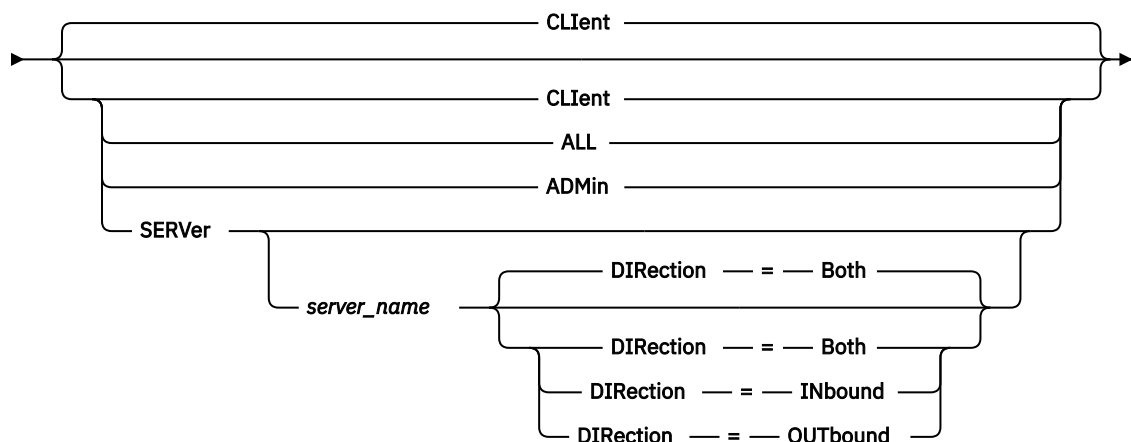 CLIent
CLIent
ALL
ADMin
SERVer
DIRection = Both
server_name
DIRection = Both
DIRection = INbound
DIRection = OUTbound